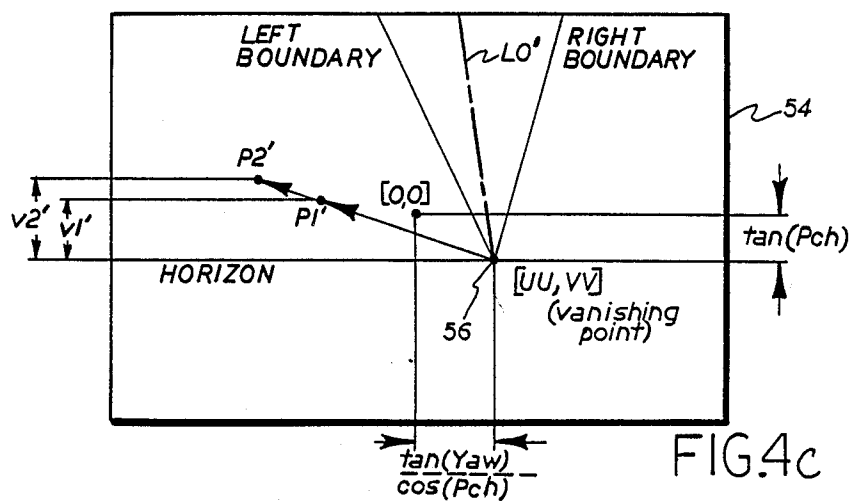 LEFT
BOUNDARY
LO'
RIGHT
BOUNDARY
54
P2'
P1'
[0,0]
v2'
v1'
tan(Pch)
HORIZON
[UU, VV]
(vanishing
point)
56
tan(Yaw)
cos(Pch)
FIG.4c